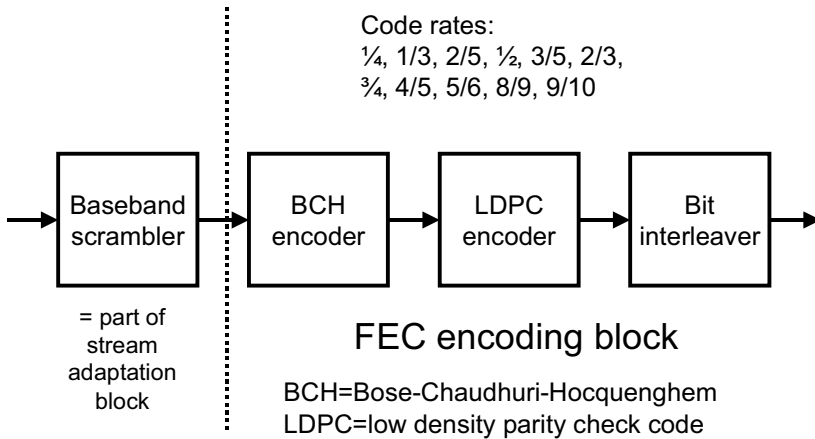 Code rates:
¼, 1/3, 2/5, ½, 3/5, 2/3,
¾, 4/5, 5/6, 8/9, 9/10
Baseband
scrambler
BCH
encoder
LDPC
encoder
Bit
interleaver
= part of
stream
adaptation
block
FEC encoding block
BCH=Bose-Chaudhuri-Hocquenghem
LDPC=low density parity check code